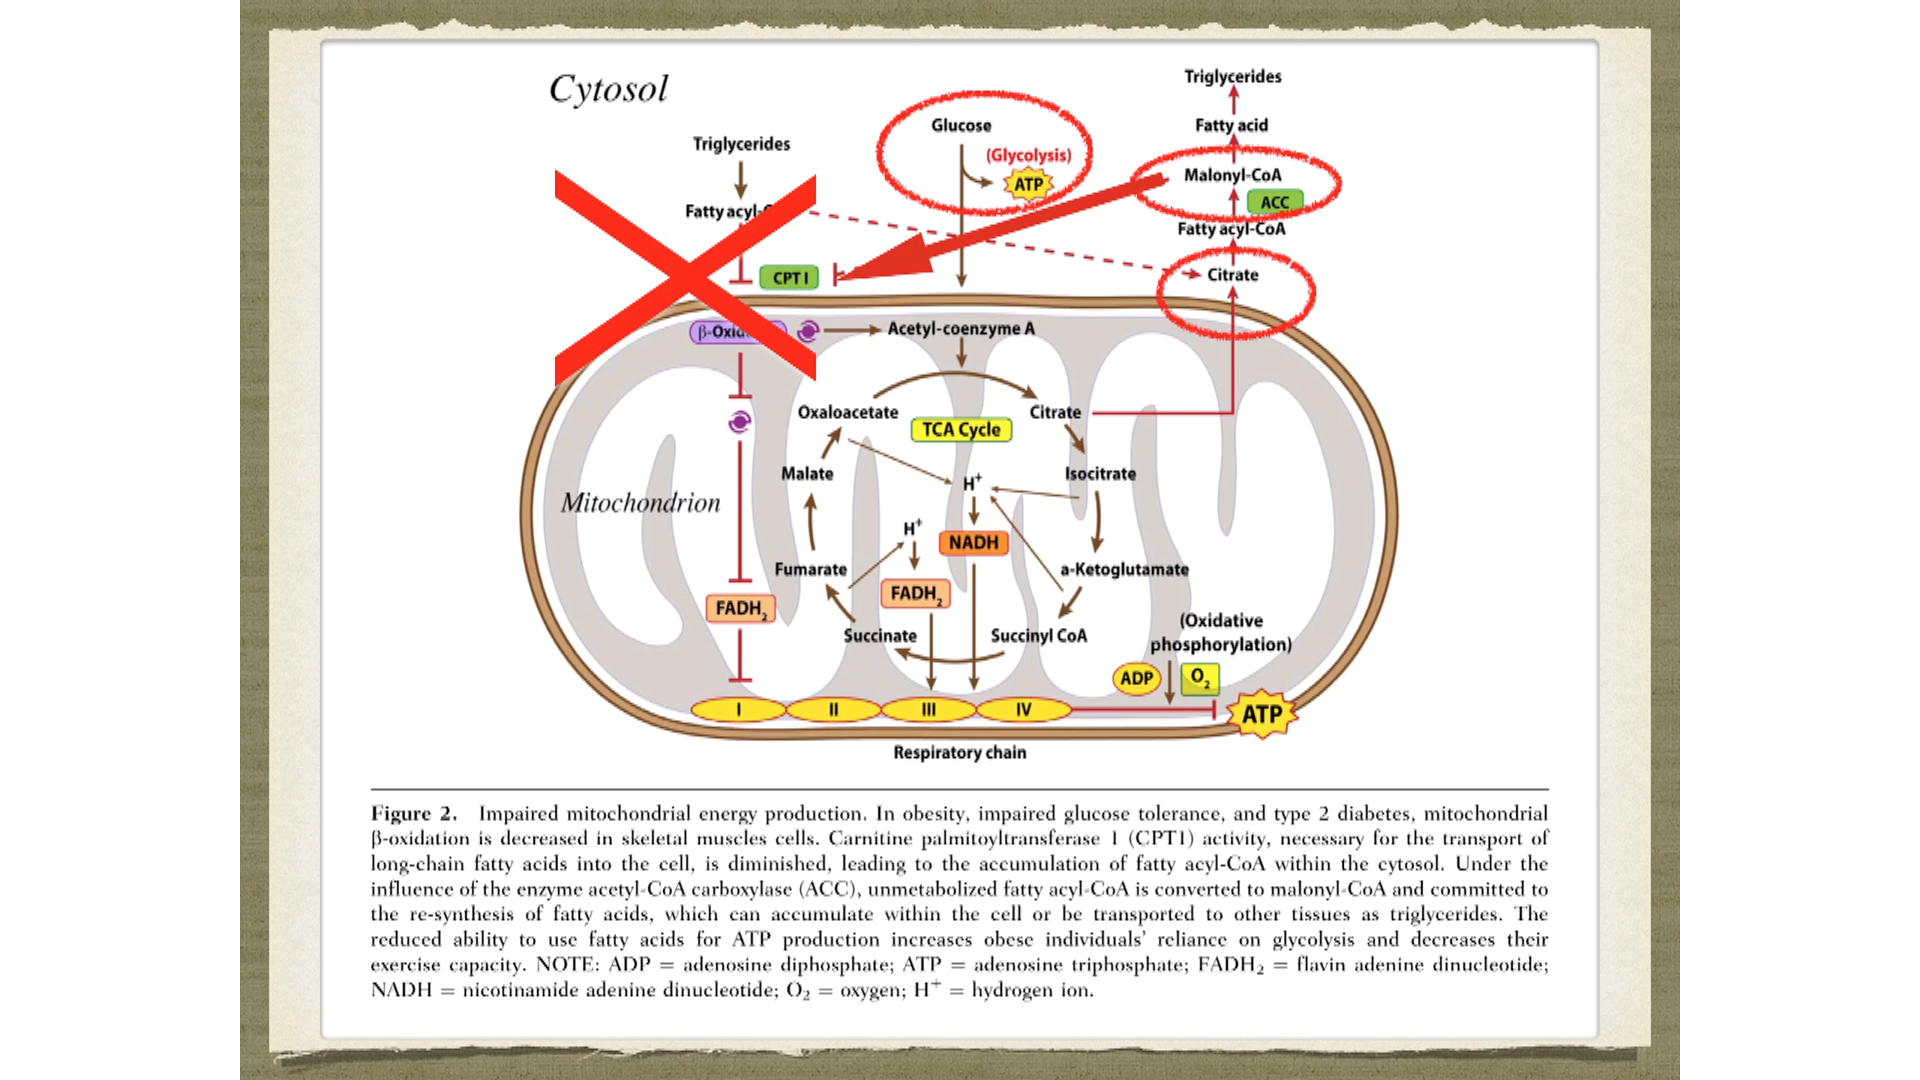 Cytosol
Triglycerides
Fatty acyl-C
CPT I
Glucose
(Glycolysis)
ATP
Triglycerides
Fatty acid
Malonyl-CoA
ACC
Fatty acyl-CoA
Citrate
β-Oxid
Acetyl-coenzyme A
Oxaloacetate
Citrate
TCA Cycle
Malate
Isocitrate
H+
Mitochondrion
H+
NADH
Fumarate
a-Ketoglutamate
FADH2
FADH2
Succinate
Succinyl CoA
(Oxidative
phosphorylation)
ADP
O2
I
II
III
IV
ATP
Respiratory chain
Figure 2. Impaired mitochondrial energy production. In obesity, impaired glucose tolerance, and type 2 diabetes, mitochondrial
β-oxidation is decreased in skeletal muscles cells. Carnitine palmitoyltransferase 1 (CPT1) activity, necessary for the transport of
long-chain fatty acids into the cell, is diminished, leading to the accumulation of fatty acyl-CoA within the cytosol. Under the
influence of the enzyme acetyl-CoA carboxylase (ACC), unmetabolized fatty acyl-CoA is converted to malonyl-CoA and committed to
the re-synthesis of fatty acids, which can accumulate within the cell or be transported to other tissues as triglycerides. The
reduced ability to use fatty acids for ATP production increases obese individuals' reliance on glycolysis and decreases their
exercise capacity. NOTE: ADP = adenosine diphosphate; ATP = adenosine triphosphate; FADH2 = flavin adenine dinucleotide;
NADH = nicotinamide adenine dinucleotide; O2 = oxygen; H+ = hydrogen ion.